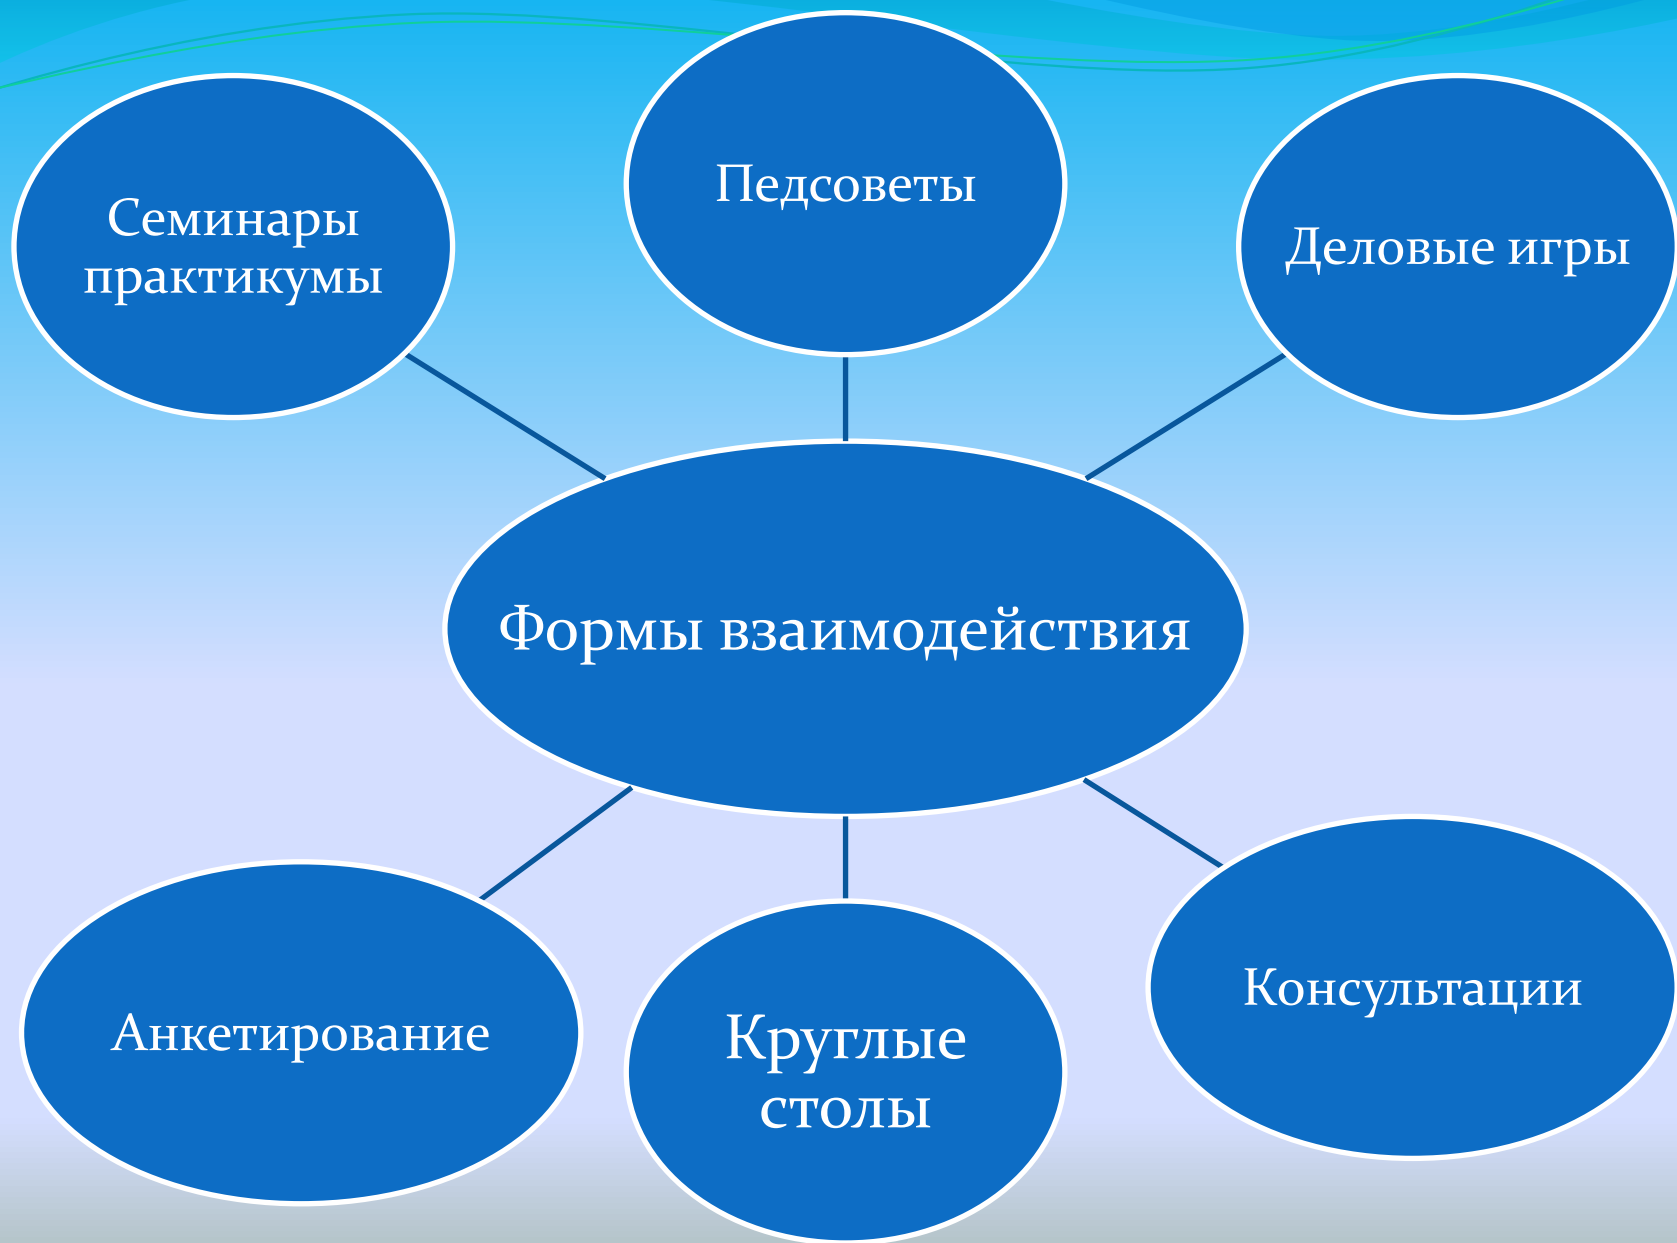 Педсоветы
Семинары
практикумы
Деловые игры
Формы взаимодействия
Консультации
Анкетирование
Круглые
столы